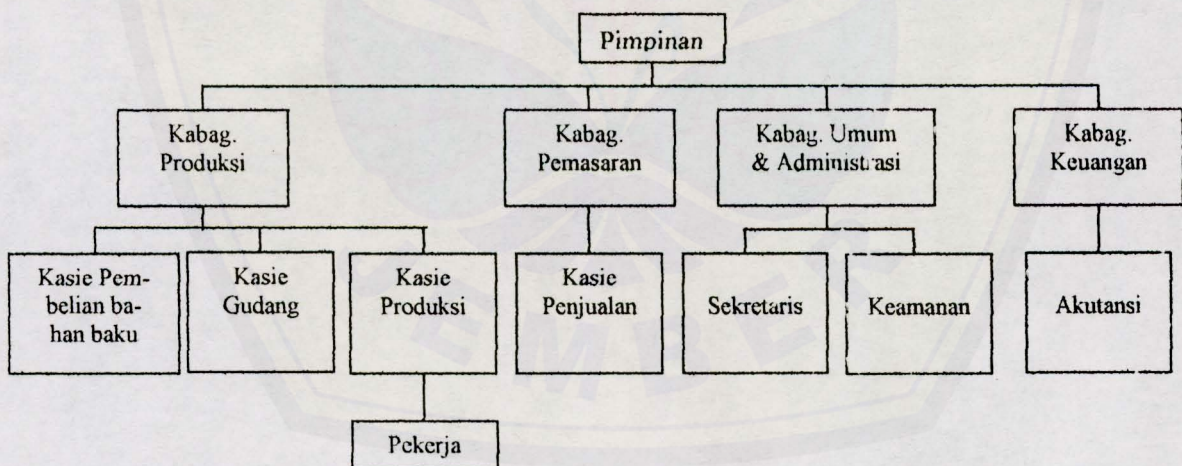 Pimpinan
Kabag.
Produksi
Kabag.
Pemasaran
Kabag. Umum
& Administrasi
Kabag.
Keuangan
Kasie Pem-
belian ba-
han baku
Kasie
Gudang
Kasie
Produksi
Kasie
Penjualan
Sekretaris
Keamanan
Akutansi
Pekerja
JEMBER